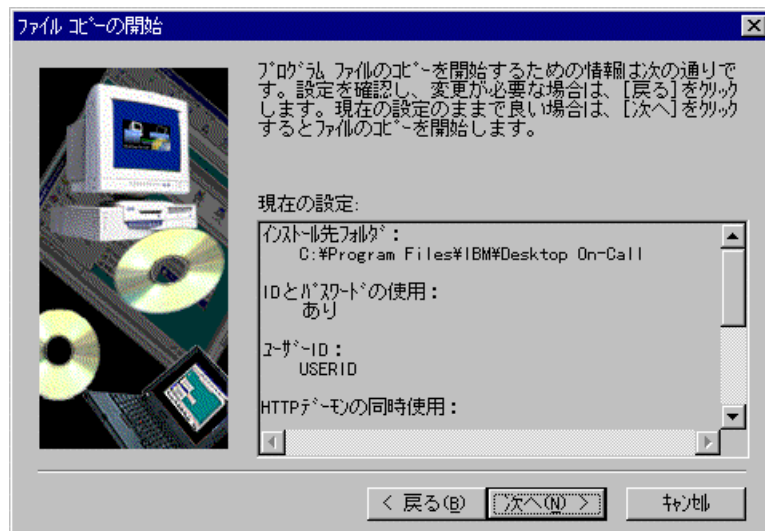 ファイル コピーの開始
プログラム ファイルのコピーを開始するための情報は次の通りで
す。設定を確認し、変更が必要な場合は、[戻る]をクリック
します。現在の設定のままで良い場合は、[次へ]をクリック
するとファイルのコピーを開始します。
現在の設定:
インストール先フォルダ:
C:¥Program Files¥IBM¥Desktop On-Call
IDとパスワードの使用:
あり
ユーザーID:
USERID
HTTPデーモンの同時使用:
< 戻る(B)
次へ(N) >
キャンセル